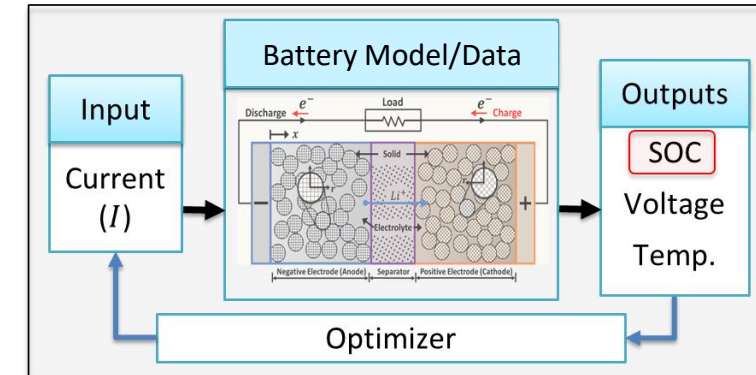 Battery Model/Data
Input
Current
(I)
Load
e⁻
e⁻
Discharge
Charge
x
Solid
r
r
Li⁺
−
+
Electrolyte
Negative Electrode (Anode)
Separator
Positive Electrode (Cathode)
Outputs
SOC
Voltage
Temp.
Optimizer